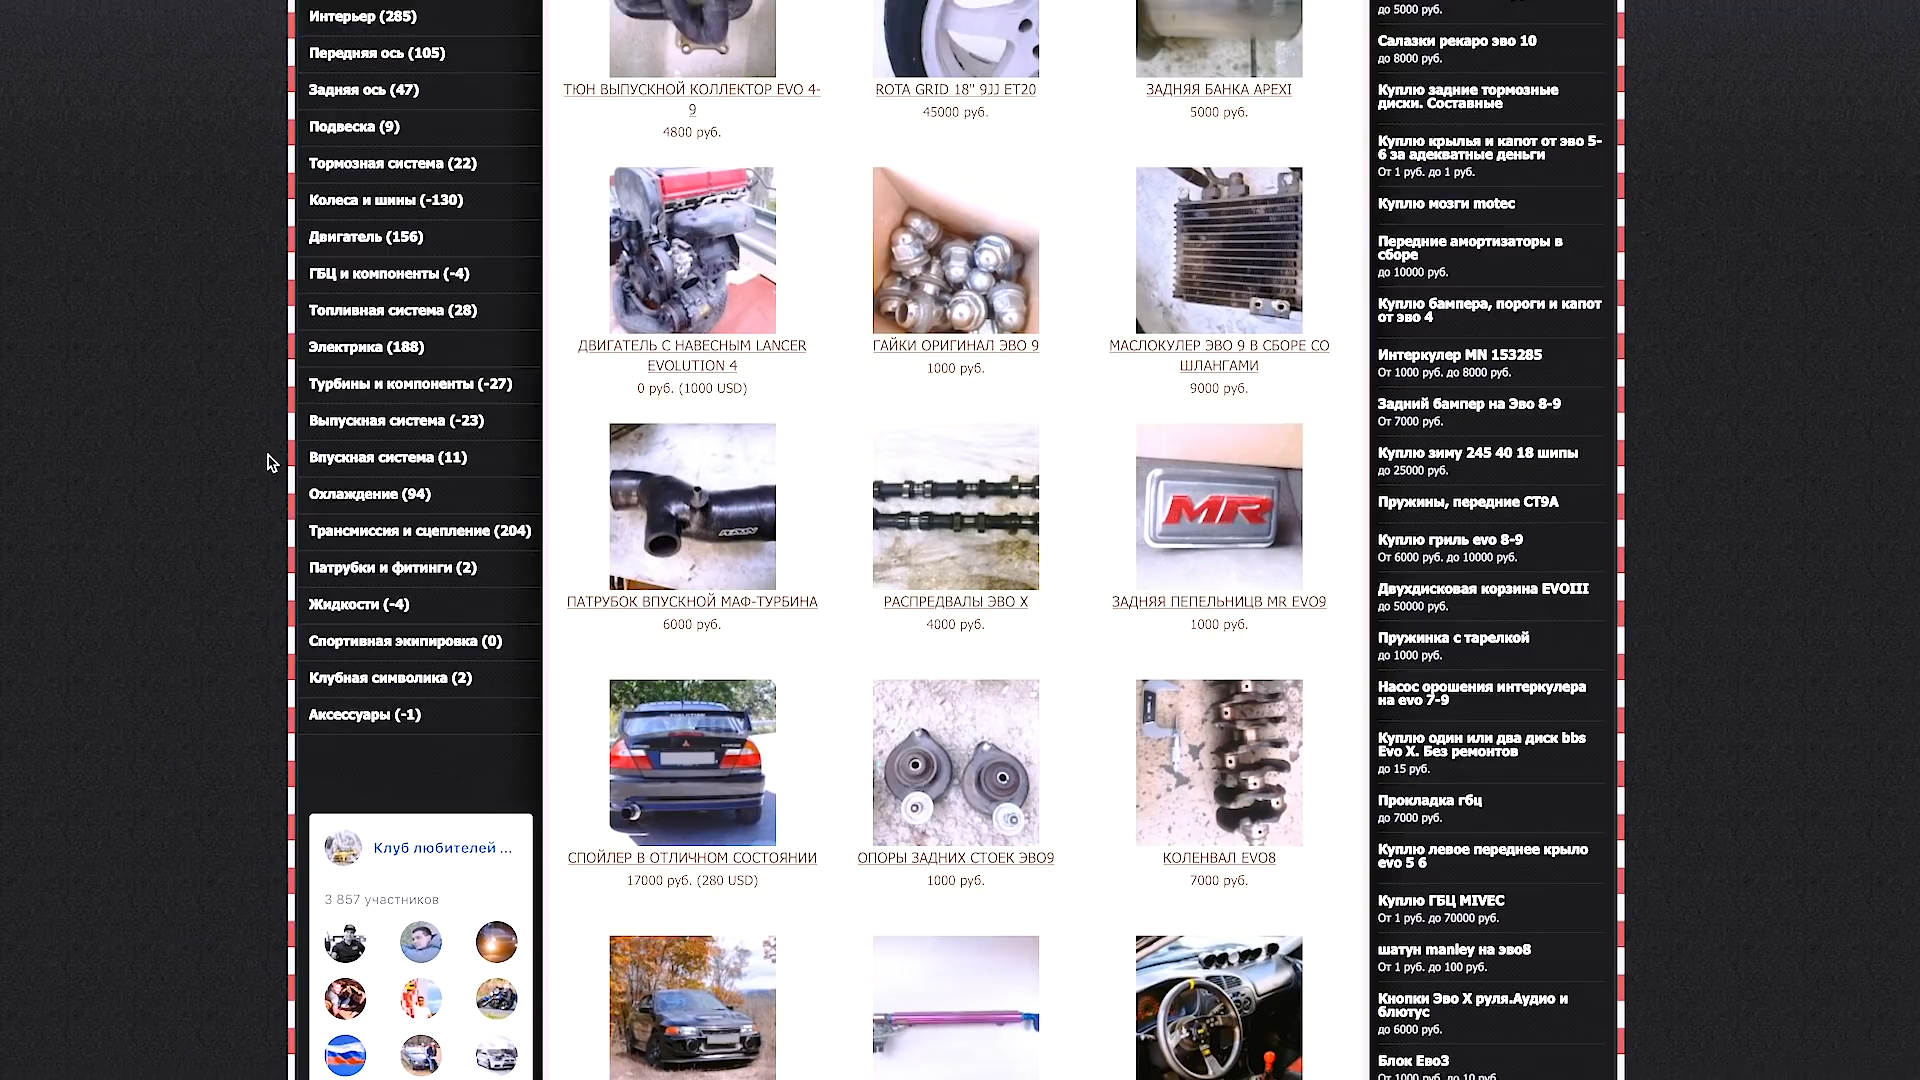 Интерьер (285)
Передняя ось (105)
Задняя ось (47)
Подвеска (9)
Тормозная система (22)
Колеса и шины (-130)
Двигатель (156)
ГБЦ и компоненты (-4)
Топливная система (28)
Электрика (188)
Турбины и компоненты (-27)
Выпускная система (-23)
Впускная система (11)
Охлаждение (94)
Трансмиссия и сцепление (204)
Патрубки и фитинги (2)
Жидкости (-4)
Спортивная экипировка (0)
Клубная символика (2)
Аксессуары (-1)
Клуб любителей ...
3 857 участников
ТЮН ВЫПУСКНОЙ КОЛЛЕКТОР EVO 4-
9
4800 руб.
ROTA GRID 18" 9JJ ET20
45000 руб.
ЗАДНЯЯ БАНКА APEXI
5000 руб.
ДВИГАТЕЛЬ С НАВЕСНЫМ LANCER
EVOLUTION 4
0 руб. (1000 USD)
ГАЙКИ ОРИГИНАЛ ЭВО 9
1000 руб.
МАСЛОКУЛЕР ЭВО 9 В СБОРЕ СО
ШЛАНГАМИ
9000 руб.
ПАТРУБОК ВПУСКНОЙ МАФ-ТУРБИНА
6000 руб.
РАСПРЕДВАЛЫ ЭВО X
4000 руб.
MR
ЗАДНЯЯ ПЕПЕЛЬНИЦВ MR EVO9
1000 руб.
СПОЙЛЕР В ОТЛИЧНОМ СОСТОЯНИИ
17000 руб. (280 USD)
ОПОРЫ ЗАДНИХ СТОЕК ЭВО9
1000 руб.
КОЛЕНВАЛ EVO8
7000 руб.
до 5000 руб.
Салазки рекаро эво 10
до 8000 руб.
Куплю задние тормозные
диски. Составные
Куплю крылья и капот от эво 5-
6 за адекватные деньги
От 1 руб. до 1 руб.
Куплю мозги motec
Передние амортизаторы в
сборе
до 10000 руб.
Куплю бампера, пороги и капот
от эво 4
Интеркулер MN 153285
От 1000 руб. до 8000 руб.
Задний бампер на Эво 8-9
От 7000 руб.
Куплю зиму 245 40 18 шипы
до 25000 руб.
Пружины, передние CT9A
Куплю гриль evo 8-9
От 6000 руб. до 10000 руб.
Двухдисковая корзина EVOIII
до 50000 руб.
Пружинка с тарелкой
до 1000 руб.
Насос орошения интеркулера
на evo 7-9
Куплю один или два диск bbs
Evo X. Без ремонтов
до 15 руб.
Прокладка гбц
до 7000 руб.
Куплю левое переднее крыло
evo 5 6
Куплю ГБЦ MIVEC
От 1 руб. до 70000 руб.
шатун manley на эво8
От 1 руб. до 100 руб.
Кнопки Эво X руля.Аудио и
блютус
до 6000 руб.
Блок Ево3
От 1000 руб. до 10 руб.